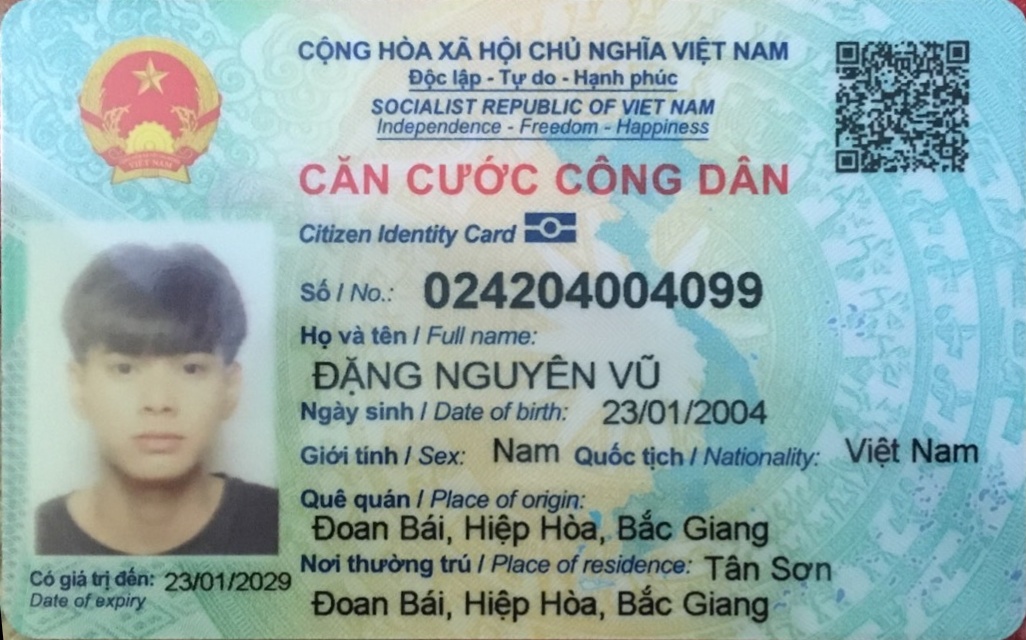 CỘNG HÒA XÃ HỘI CHỦ NGHĨA VIỆT NAM
Độc lập - Tự do - Hạnh phúc
SOCIALIST REPUBLIC OF VIET NAM
Independence - Freedom - Happiness
CĂN CƯỚC CÔNG DÂN
Citizen Identity Card
VIỆT NAM
Số / No.: 024204004099
Họ và tên / Full name:
ĐẶNG NGUYÊN VŨ
Ngày sinh / Date of birth: 23/01/2004
Giới tính / Sex: Nam Quốc tịch / Nationality: Việt Nam
Quê quán / Place of origin:
Đoan Bái, Hiệp Hòa, Bắc Giang
Nơi thường trú / Place of residence: Tân Sơn
Đoan Bái, Hiệp Hòa, Bắc Giang
Có giá trị đến: 23/01/2029
Date of expiry